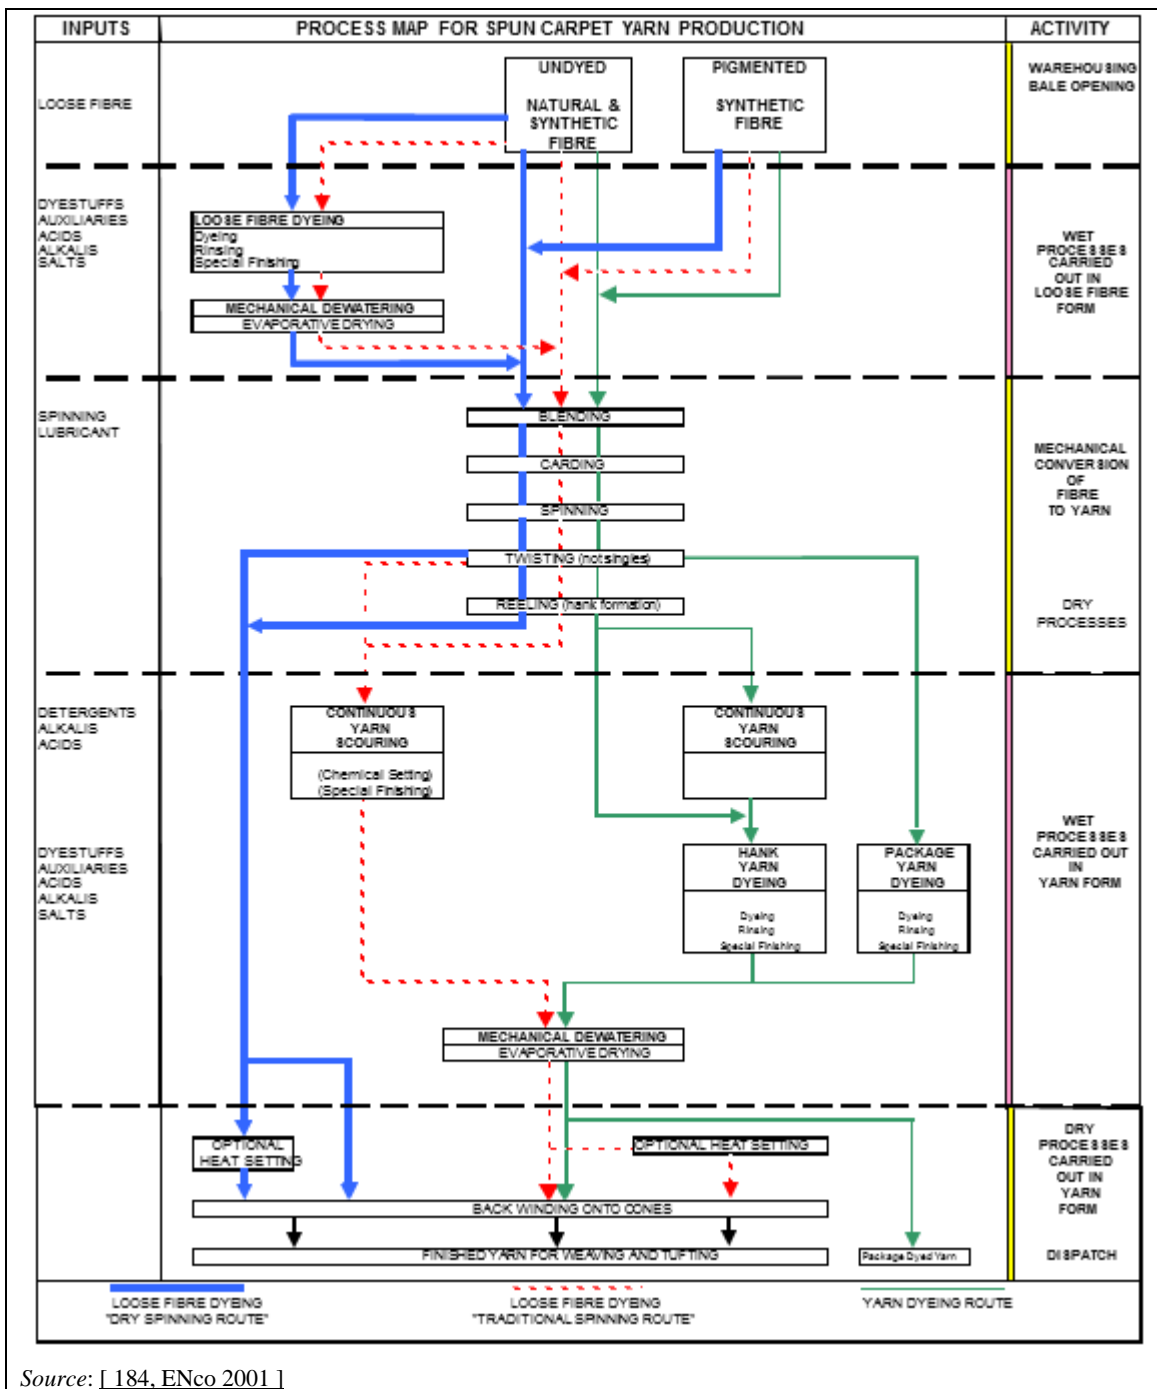 INPUTS
PROCESS MAP FOR SPUN CARPET YARN PRODUCTION
ACTIVITY
LOOSE FIBRE
UNDYED
NATURAL &
SYNTHETIC
FIBRE
PIGMENTED
SYNTHETIC
FIBRE
WAREHOUSING
BALE OPENING
DYESTUFFS
AUXILIARIES
ACIDS
ALKALIS
SALTS
LOOSE FIBRE DYEING
Dyeing
Rinsing
Special Finishing
MECHANICAL DEWATERING
EVAPORATIVE DRYING
WET
PROCESSES
CARRIED
OUT IN
LOOSE FIBRE
FORM
SPINNING
LUBRICANT
BLENDING
CARDING
SPINNING
TWISTING (not singles)
REELING (hank formation)
MECHANICAL
CONVERSION
OF
FIBRE
TO YARN
DRY
PROCESSES
DETERGENTS
ALKALIS
ACIDS
CONTINUOUS
YARN
SCOURING
(Chemical Setting)
(Special Finishing)
CONTINUOUS
YARN
SCOURING
DYESTUFFS
AUXILIARIES
ACIDS
ALKALIS
SALTS
HANK
YARN
DYEING
Dyeing
Rinsing
Special Finishing
PACKAGE
YARN
DYEING
Dyeing
Rinsing
Special Finishing
WET
PROCESSES
CARRIED OUT
IN
YARN FORM
MECHANICAL DEWATERING
EVAPORATIVE DRYING
OPTIONAL
HEAT SETTING
OPTIONAL HEAT SETTING
BACK WINDING ONTO CONES
FINISHED YARN FOR WEAVING AND TUFTING
Package Dyed Yarn
DRY
PROCESSES
CARRIED
OUT IN
YARN
FORM
DISPATCH
LOOSE FIBRE DYEING
"DRY SPINNING ROUTE"
LOOSE FIBRE DYEING
"TRADITIONAL SPINNING ROUTE"
YARN DYEING ROUTE
Source: [ 184, ENco 2001 ]